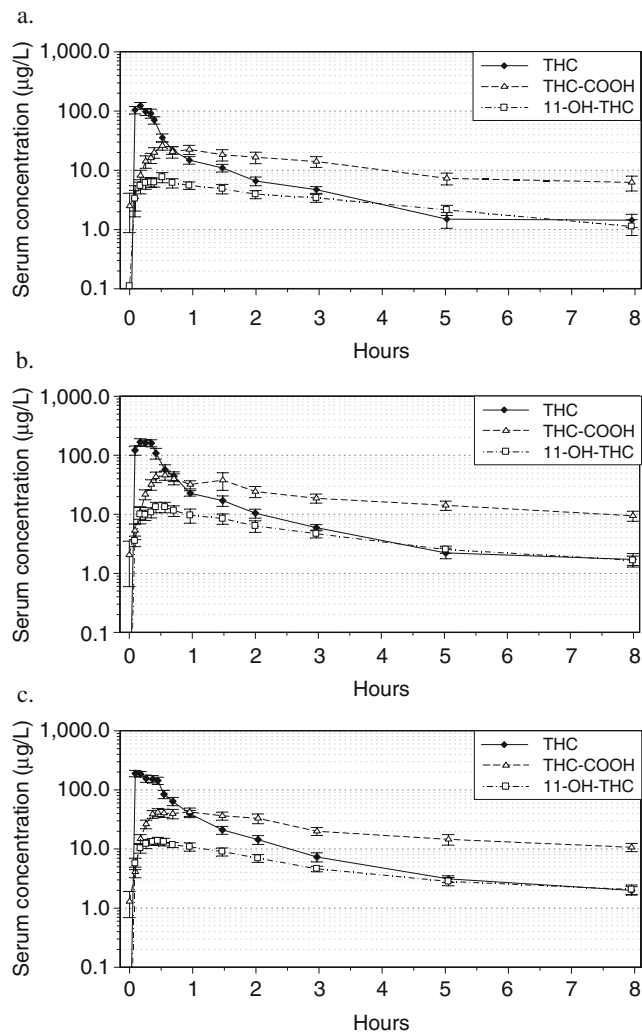 a.
Serum concentration (µg/L)
1,000.0
100.0
10.0
1.0
0.1
THC
THC-COOH
11-OH-THC
0 1 2 3 4 5 6 7 8
Hours
b.
Serum concentration (µg/L)
1,000.0
100.0
10.0
1.0
0.1
THC
THC-COOH
11-OH-THC
0 1 2 3 4 5 6 7 8
Hours
c.
Serum concentration (µg/L)
1,000.0
100.0
10.0
1.0
0.1
THC
THC-COOH
11-OH-THC
0 1 2 3 4 5 6 7 8
Hours